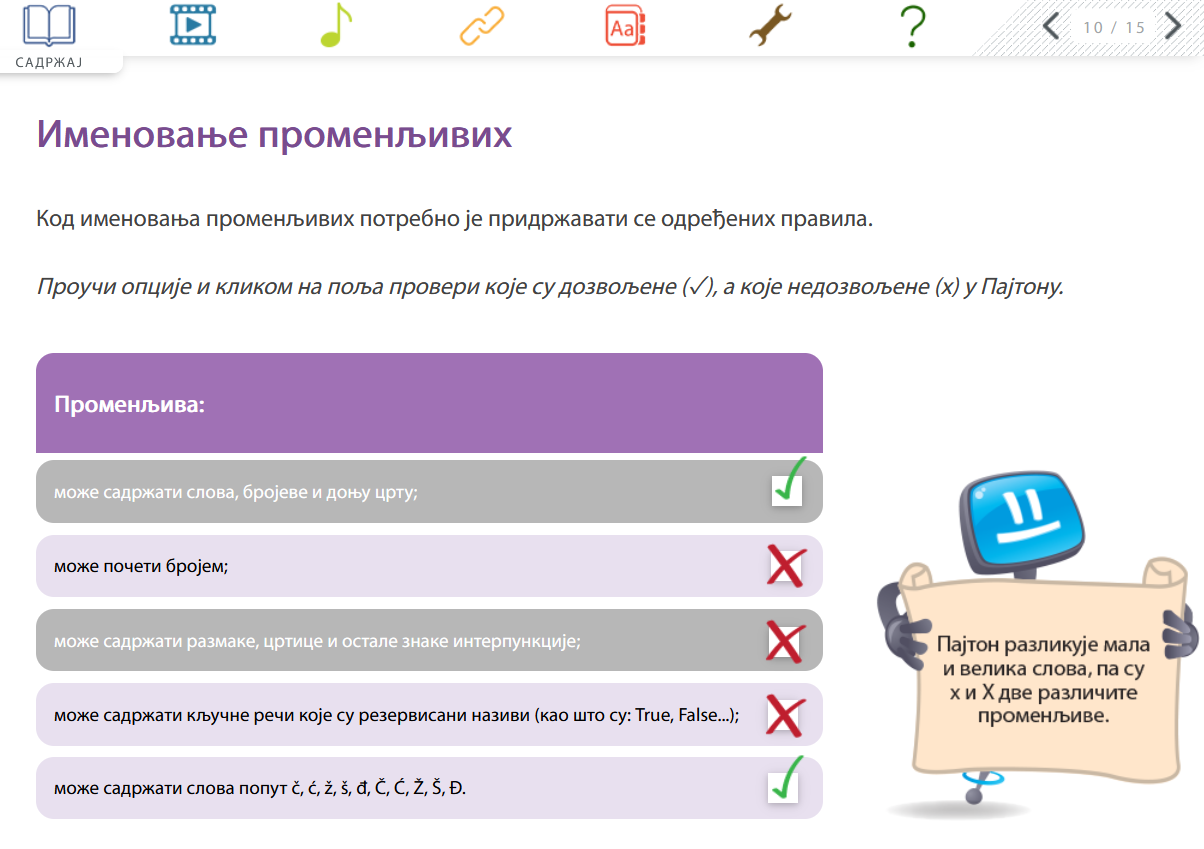 САДРЖАЈ
Aa
?
10 / 15
Именовање променљивих
Код именовања променљивих потребно је придржавати се одређених правила.
Проучи опције и кликом на поља провери које су дозвољене (✓), а које недозвољене (x) у Пајтону.
Променљива:
може садржати слова, бројеве и доњу црту;
може почети бројем;
може садржати размаке, цртице и остале знаке интерпункције;
може садржати кључне речи које су резервисани називи (као што су: True, False...);
може садржати слова попут č, ć, ž, š, đ, Č, Ć, Ž, Š, Đ.
Пајтон разликује мала
и велика слова, па су
x и X две различите
променљиве.